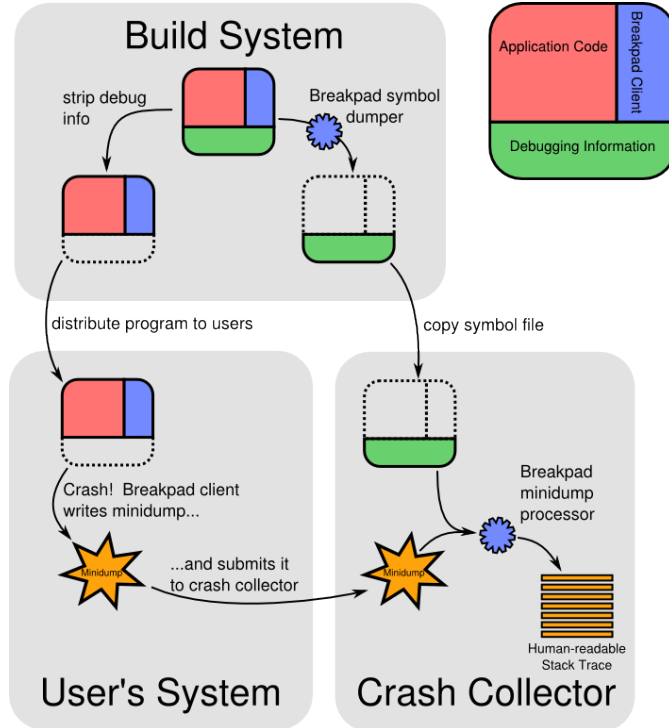 Build System
strip debug
info
Breakpad symbol
dumper
Application Code
Breakpad Client
Debugging Information
distribute program to users
copy symbol file
Crash!  Breakpad client
writes minidump...
Minidump
...and submits it
to crash collector
Minidump
Breakpad
minidump
processor
Human-readable
Stack Trace
User's System
Crash Collector